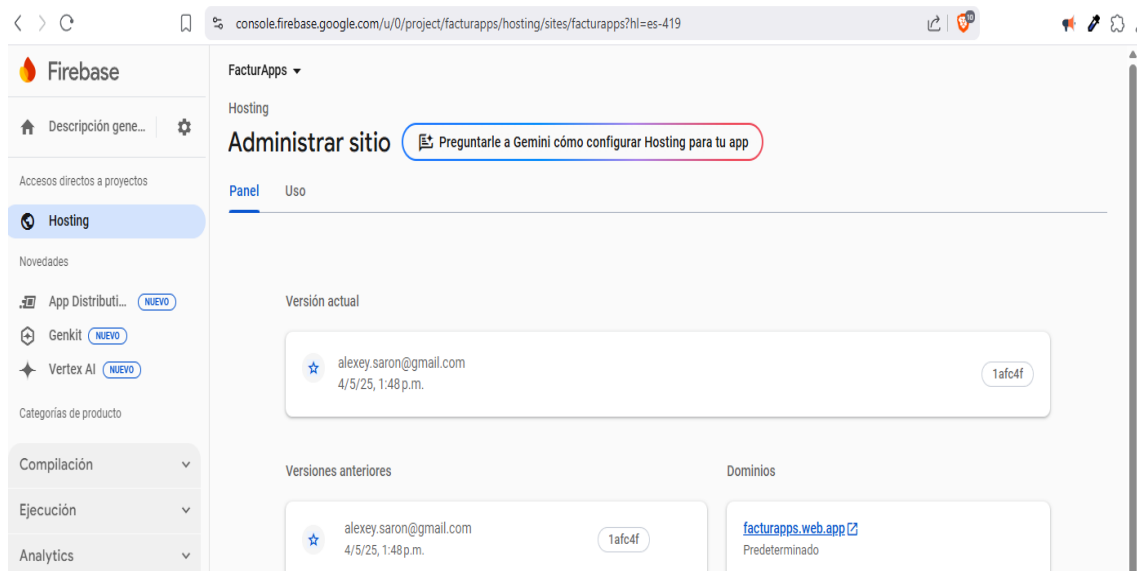 console.firebase.google.com/u/0/project/facturapps/hosting/sites/facturapps?hl=es-419
Firebase
Descripción gene...
Accesos directos a proyectos
Hosting
Novedades
App Distributi... NUEVO
Genkit NUEVO
Vertex AI NUEVO
Categorías de producto
Compilación
Ejecución
Analytics
FacturApps
Hosting
Administrar sitio
Preguntarle a Gemini cómo configurar Hosting para tu app
Panel Uso
Versión actual
alexey.saron@gmail.com
4/5/25, 1:48 p.m.
1afc4f
Versiones anteriores
alexey.saron@gmail.com
4/5/25, 1:48 p.m.
1afc4f
Dominios
facturapps.web.app
Predeterminado